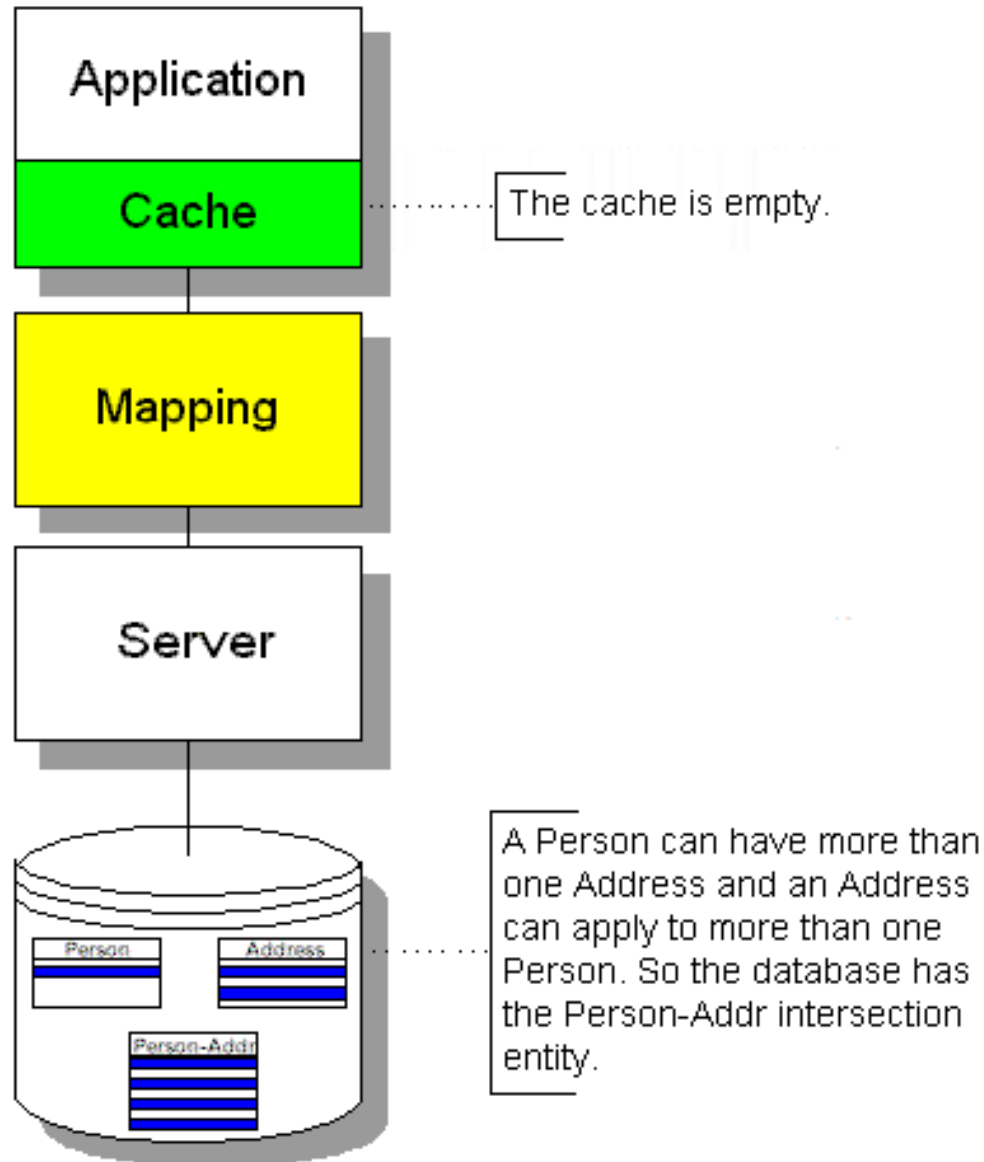 Application
Cache
The cache is empty.
Mapping
Server
A Person can have more than
one Address and an Address
can apply to more than one
Person. So the database has
the Person-Addr intersection
entity.
Person
Address
Person-Addr